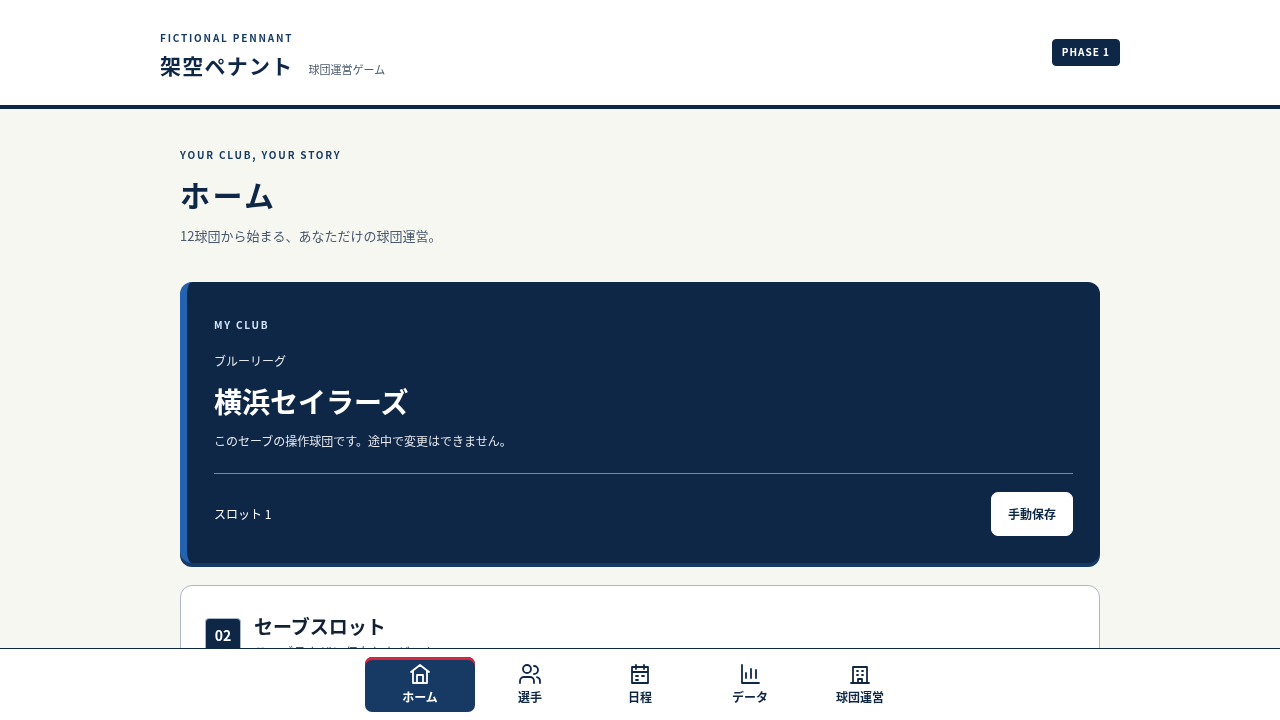 FICTIONAL PENNANT
架空ペナント 球団運営ゲーム
PHASE 1
YOUR CLUB, YOUR STORY
ホーム
12球団から始まる、あなただけの球団運営。
MY CLUB
ブルーリーグ
横浜セイラーズ
このセーブの操作球団です。途中で変更はできません。
スロット 1
手動保存
02
セーブスロット
ホーム
選手
日程
データ
球団運営